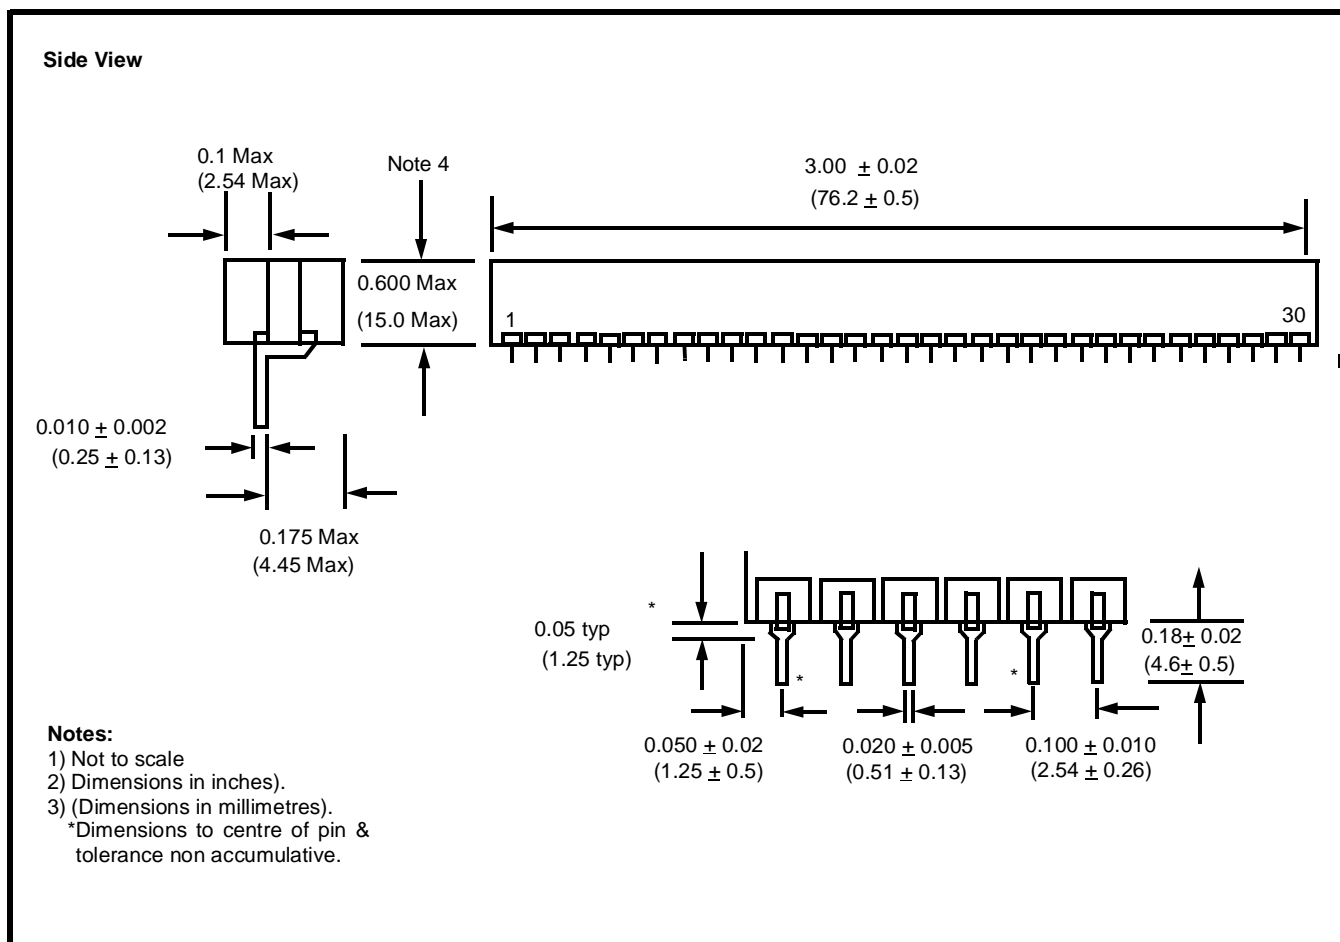 Side View
0.1 Max
(2.54 Max)
Note 4
3.00 ± 0.02
(76.2 ± 0.5)
0.600 Max
(15.0 Max)
1
30
0.010 ± 0.002
(0.25 ± 0.13)
0.175 Max
(4.45 Max)
*
0.05 typ
(1.25 typ)
0.18± 0.02
(4.6± 0.5)
*
*
0.050 ± 0.02
(1.25 ± 0.5)
0.020 ± 0.005
(0.51 ± 0.13)
0.100 ± 0.010
(2.54 ± 0.26)
Notes:
1) Not to scale
2) Dimensions in inches).
3) (Dimensions in millimetres).
*Dimensions to centre of pin &
tolerance non accumulative.